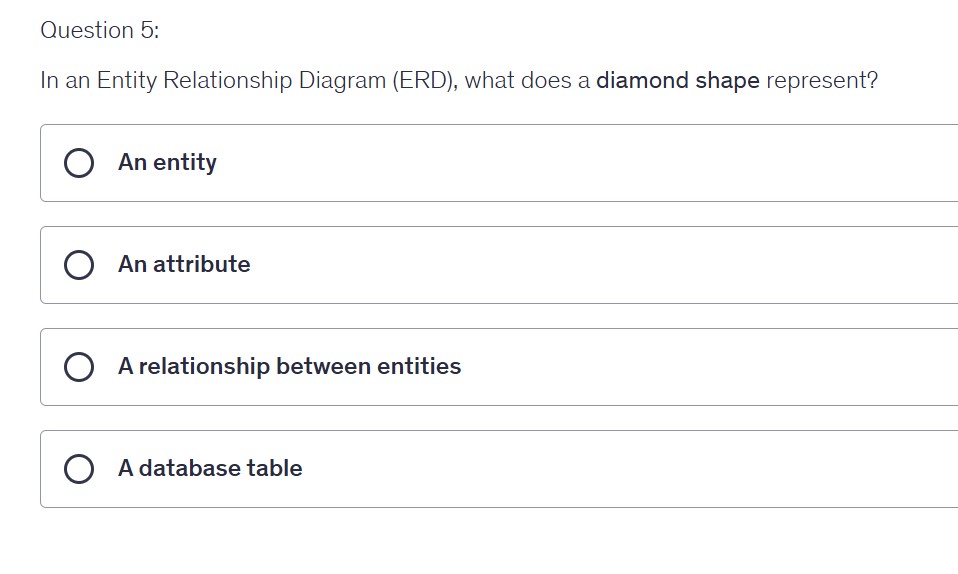 Question 5:
In an Entity Relationship Diagram (ERD), what does a diamond shape represent?
An entity
An attribute
A relationship between entities
A database table